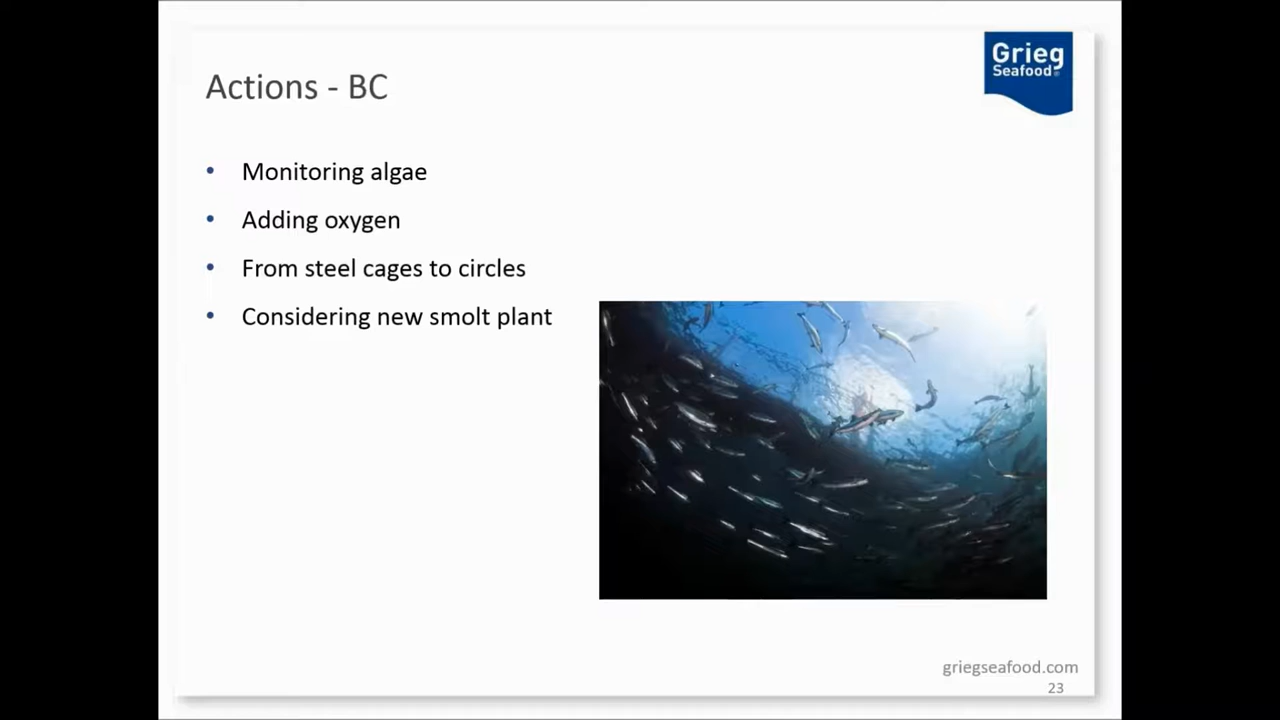 Grieg
Seafood®
Actions - BC
• Monitoring algae
• Adding oxygen
• From steel cages to circles
• Considering new smolt plant
griegseafood.com
23